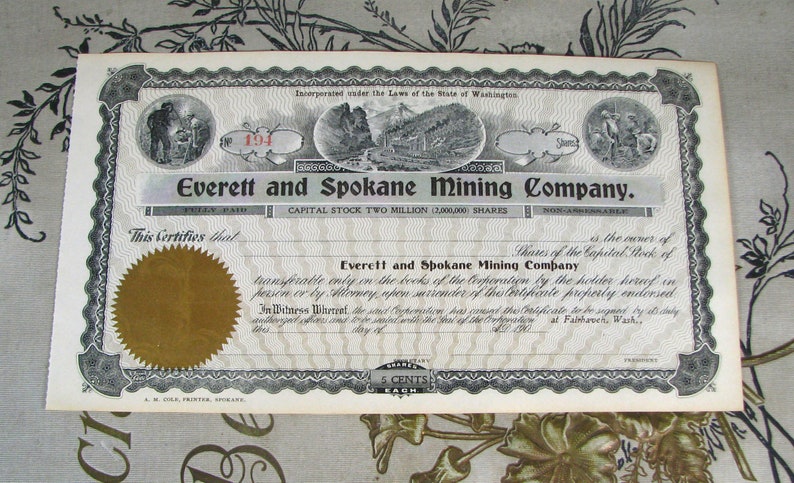 Incorporated under the Laws of the State of Washington
No 194
Shares
Everett and Spokane Mining Company.
FULLY PAID CAPITAL STOCK TWO MILLION (2,000,000) SHARES NON-ASSESSABLE
This Certifies that is the owner of
Shares of the Capital Stock of
Everett and Spokane Mining Company
transferable only on the books of the Corporation by the holder hereof in
person or by Attorney, upon surrender of this Certificate properly endorsed.
In Witness Whereof, the said Corporation has caused this Certificate to be signed by its duly
authorized officers and to be sealed with the Seal of the Corporation at Fairhaven, Wash.,
this day of A.D. 190
SECRETARY PRESIDENT
SHARES
5 CENTS
EACH
A. M. COLE, PRINTER, SPOKANE.